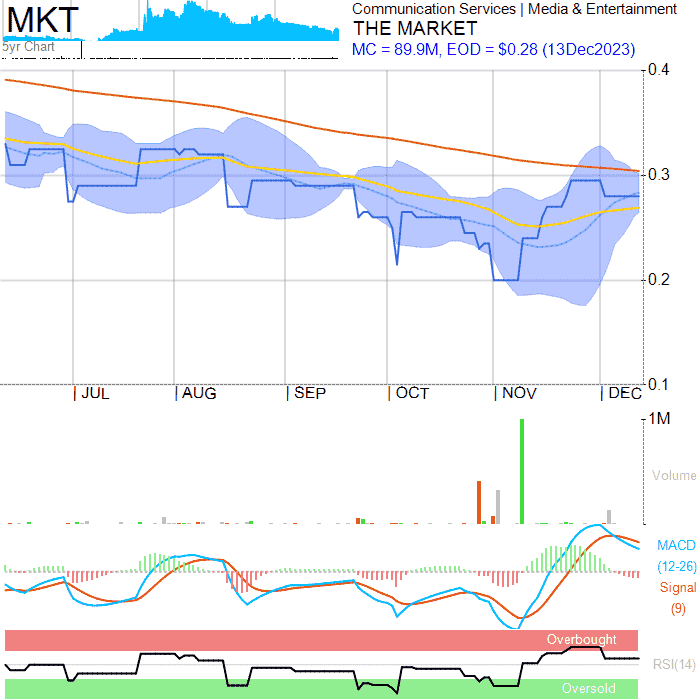 MKT
5yr Chart
Communication Services | Media & Entertainment
THE MARKET
MC = 89.9M, EOD = $0.28 (13Dec2023)
0.4
0.3
0.2
0.1
| JUL | AUG | SEP | OCT | NOV | DEC
1M
Volume
MACD
(12-26)
Signal
(9)
Overbought
RSI(14)
Oversold